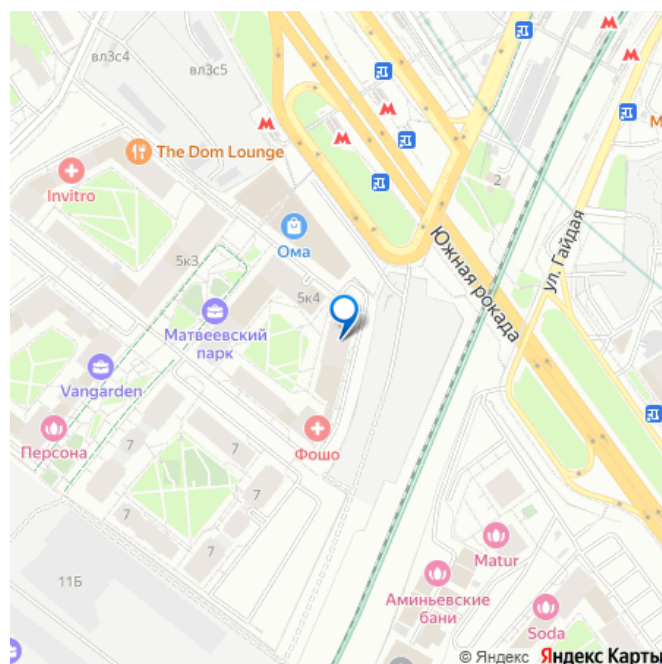 вл3с4
вл3с5
The Dom Lounge
Invitro
2
Ома
Южная рокада
ул. Гайдая
5к3
5к4
Матвеевский
парк
Vangarden
Персона
Фошо
7
7
7
7
11Б
Matur
Аминьевские
бани
Soda
М
© Яндекс Яндекс Карты